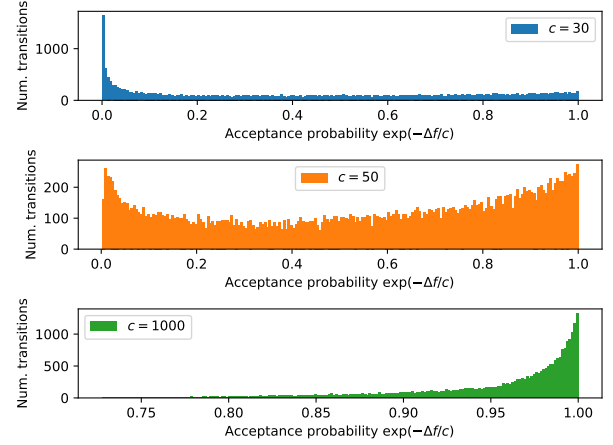 Num. transitions
1000
0
c = 30
0.0 0.2 0.4 0.6 0.8 1.0
Acceptance probability exp(−Δf/c)
Num. transitions
200
100
0
c = 50
0.0 0.2 0.4 0.6 0.8 1.0
Acceptance probability exp(−Δf/c)
Num. transitions
1000
500
0
c = 1000
0.75 0.80 0.85 0.90 0.95 1.00
Acceptance probability exp(−Δf/c)